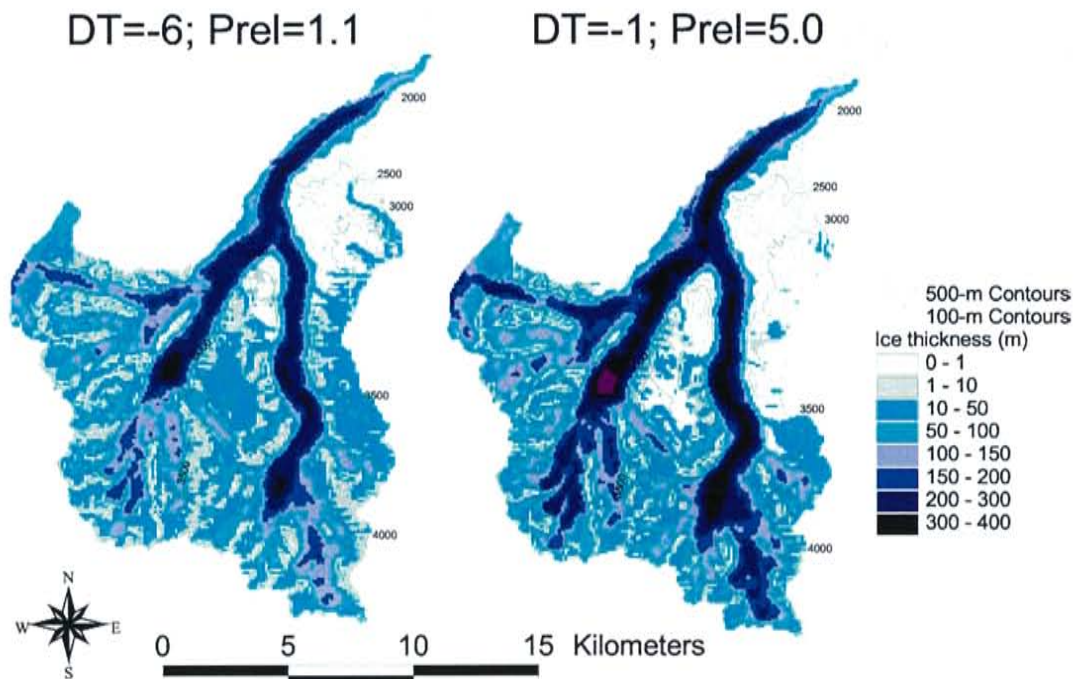 DT=-6; Prel=1.1
DT=-1; Prel=5.0
2000
2500
3000
3500
4000
2000
2500
3000
3500
4000
500-m Contours
100-m Contours
Ice thickness (m)
0 - 1
1 - 10
10 - 50
50 - 100
100 - 150
150 - 200
200 - 300
300 - 400
N
W E
S
0 5 10 15 Kilometers